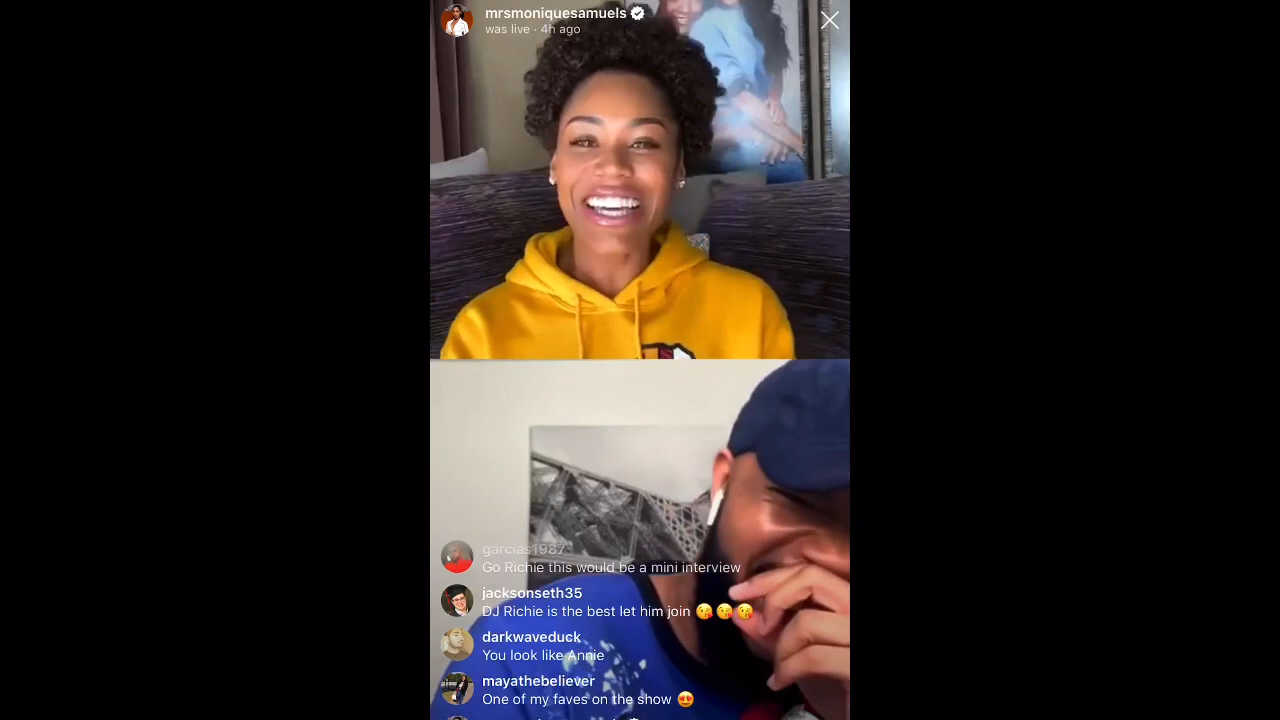 mrsmoniquesamuels
was live · 4h ago
garcias1987
Go Richie this would be a mini interview
jacksonseth35
DJ Richie is the best let him join 😘😘😘
darkwaveduck
You look like Annie
mayathebeliever
One of my faves on the show 😍